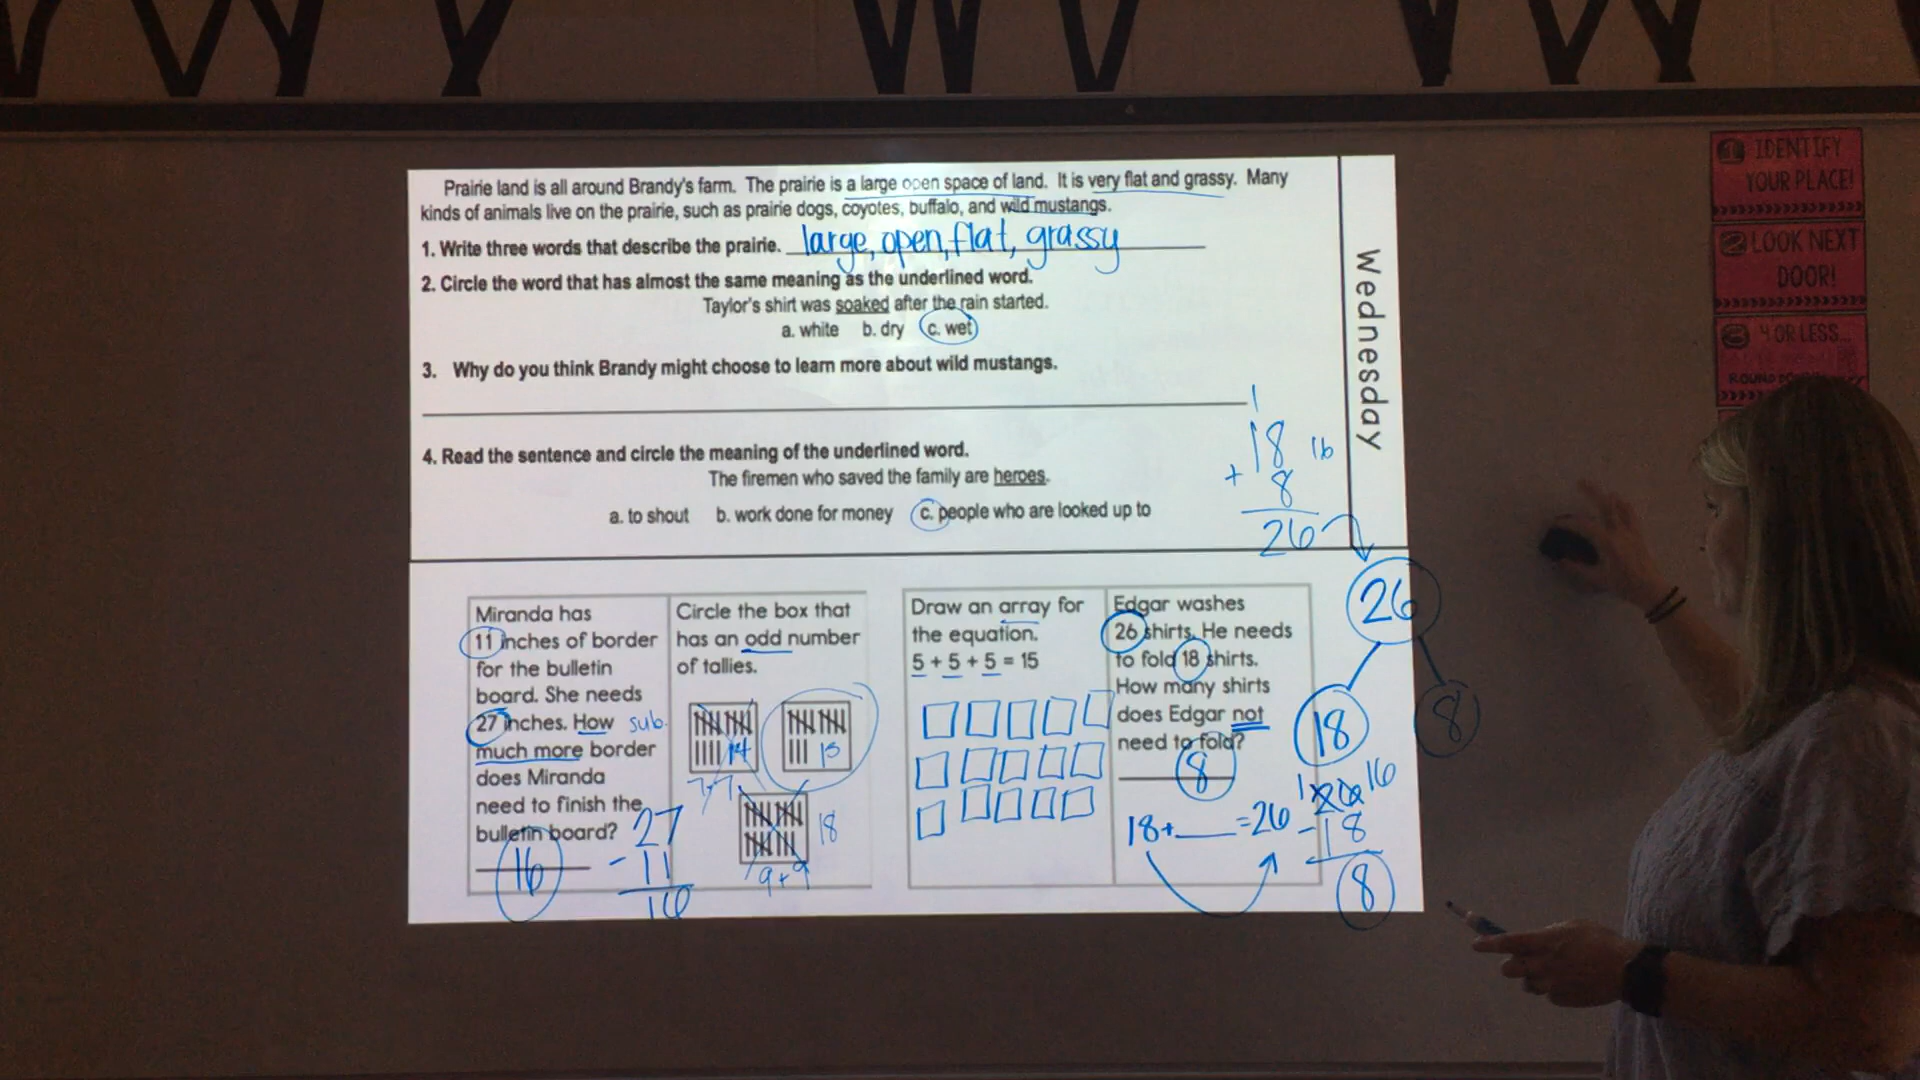 Prairie land is all around Brandy's farm. The prairie is a large open space of land. It is very flat and grassy. Many
kinds of animals live on the prairie, such as prairie dogs, coyotes, buffalo, and wild mustangs.
1. Write three words that describe the prairie. large, open, flat, grassy
2. Circle the word that has almost the same meaning as the underlined word.
Taylor's shirt was soaked after the rain started.
a. white b. dry c. wet
3. Why do you think Brandy might choose to learn more about wild mustangs.
4. Read the sentence and circle the meaning of the underlined word.
The firemen who saved the family are heroes.
a. to shout b. work done for money c. people who are looked up to
Wednesday
1
18
+ 8
26
26
18
8
Miranda has
11 inches of border
for the bulletin
board. She needs
27 inches. How sub.
much more border
does Miranda
need to finish the
bulletin board?
16
27
- 11
16
Circle the box that
has an odd number
of tallies.
14
7+7
18
9+9
Draw an array for
the equation.
5 + 5 + 5 = 15
Edgar washes
26 shirts. He needs
to fold 18 shirts.
How many shirts
does Edgar not
need to fold?
8
18+___=26
1 16
26
-18
8
1 IDENTIFY
YOUR PLACE!
2 LOOK NEXT
DOOR!
3 4 OR LESS...